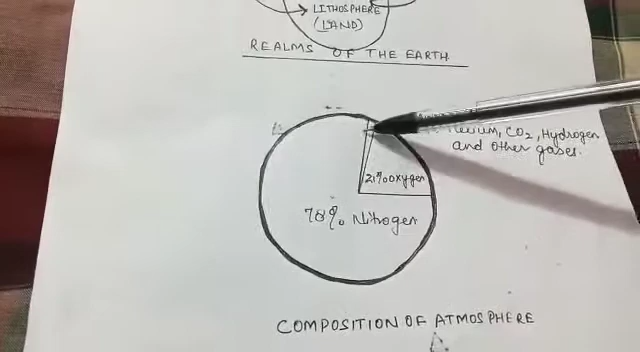 LITHOSPHERE
(LAND)
REALMS OF THE EARTH
CO2, Hydrogen
and other gases.
21% Oxygen
78% Nitrogen
COMPOSITION OF ATMOSPHERE